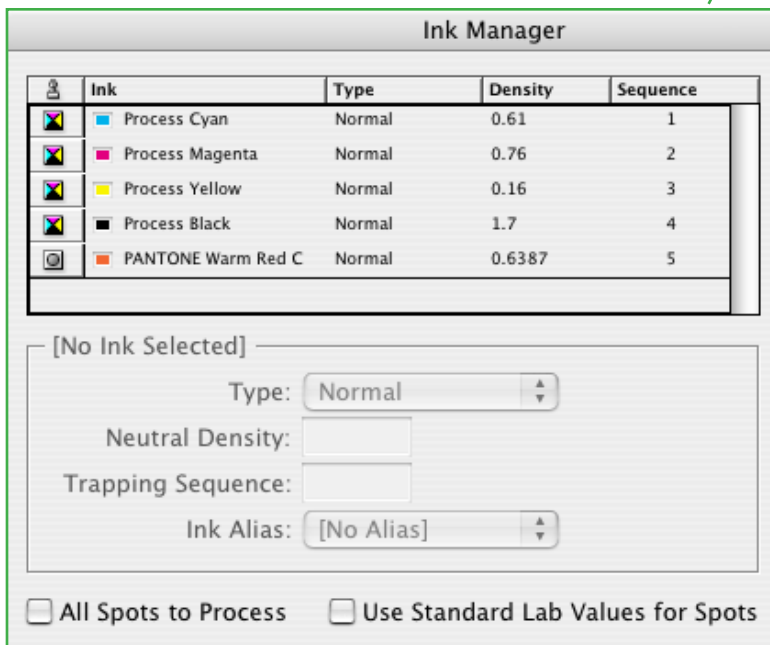 Ink Manager
Ink Type Density Sequence
Process Cyan Normal 0.61 1
Process Magenta Normal 0.76 2
Process Yellow Normal 0.16 3
Process Black Normal 1.7 4
PANTONE Warm Red C Normal 0.6387 5
[No Ink Selected]
Type: Normal
Neutral Density:
Trapping Sequence:
Ink Alias: [No Alias]
All Spots to Process Use Standard Lab Values for Spots